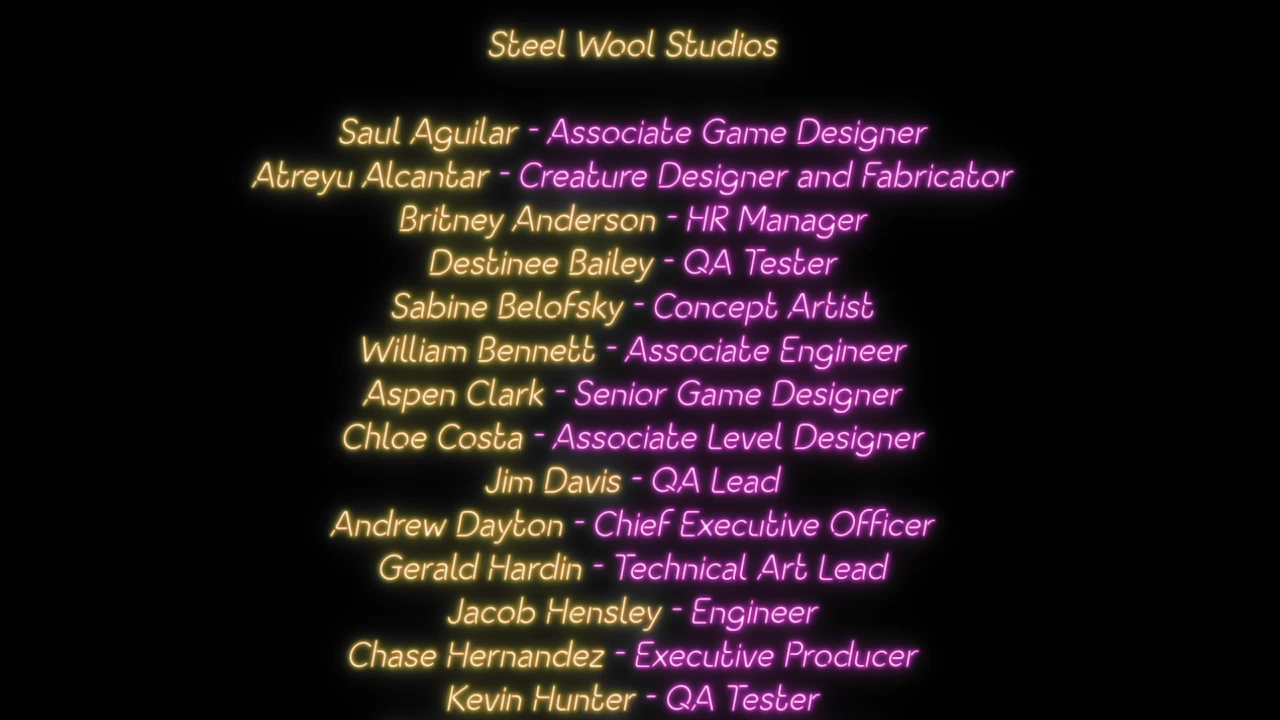 Steel Wool Studios
Saul Aguilar - Associate Game Designer
Atreyu Alcantar - Creature Designer and Fabricator
Britney Anderson - HR Manager
Destinee Bailey - QA Tester
Sabine Belofsky - Concept Artist
William Bennett - Associate Engineer
Aspen Clark - Senior Game Designer
Chloe Costa - Associate Level Designer
Jim Davis - QA Lead
Andrew Dayton - Chief Executive Officer
Gerald Hardin - Technical Art Lead
Jacob Hensley - Engineer
Chase Hernandez - Executive Producer
Kevin Hunter - QA Tester